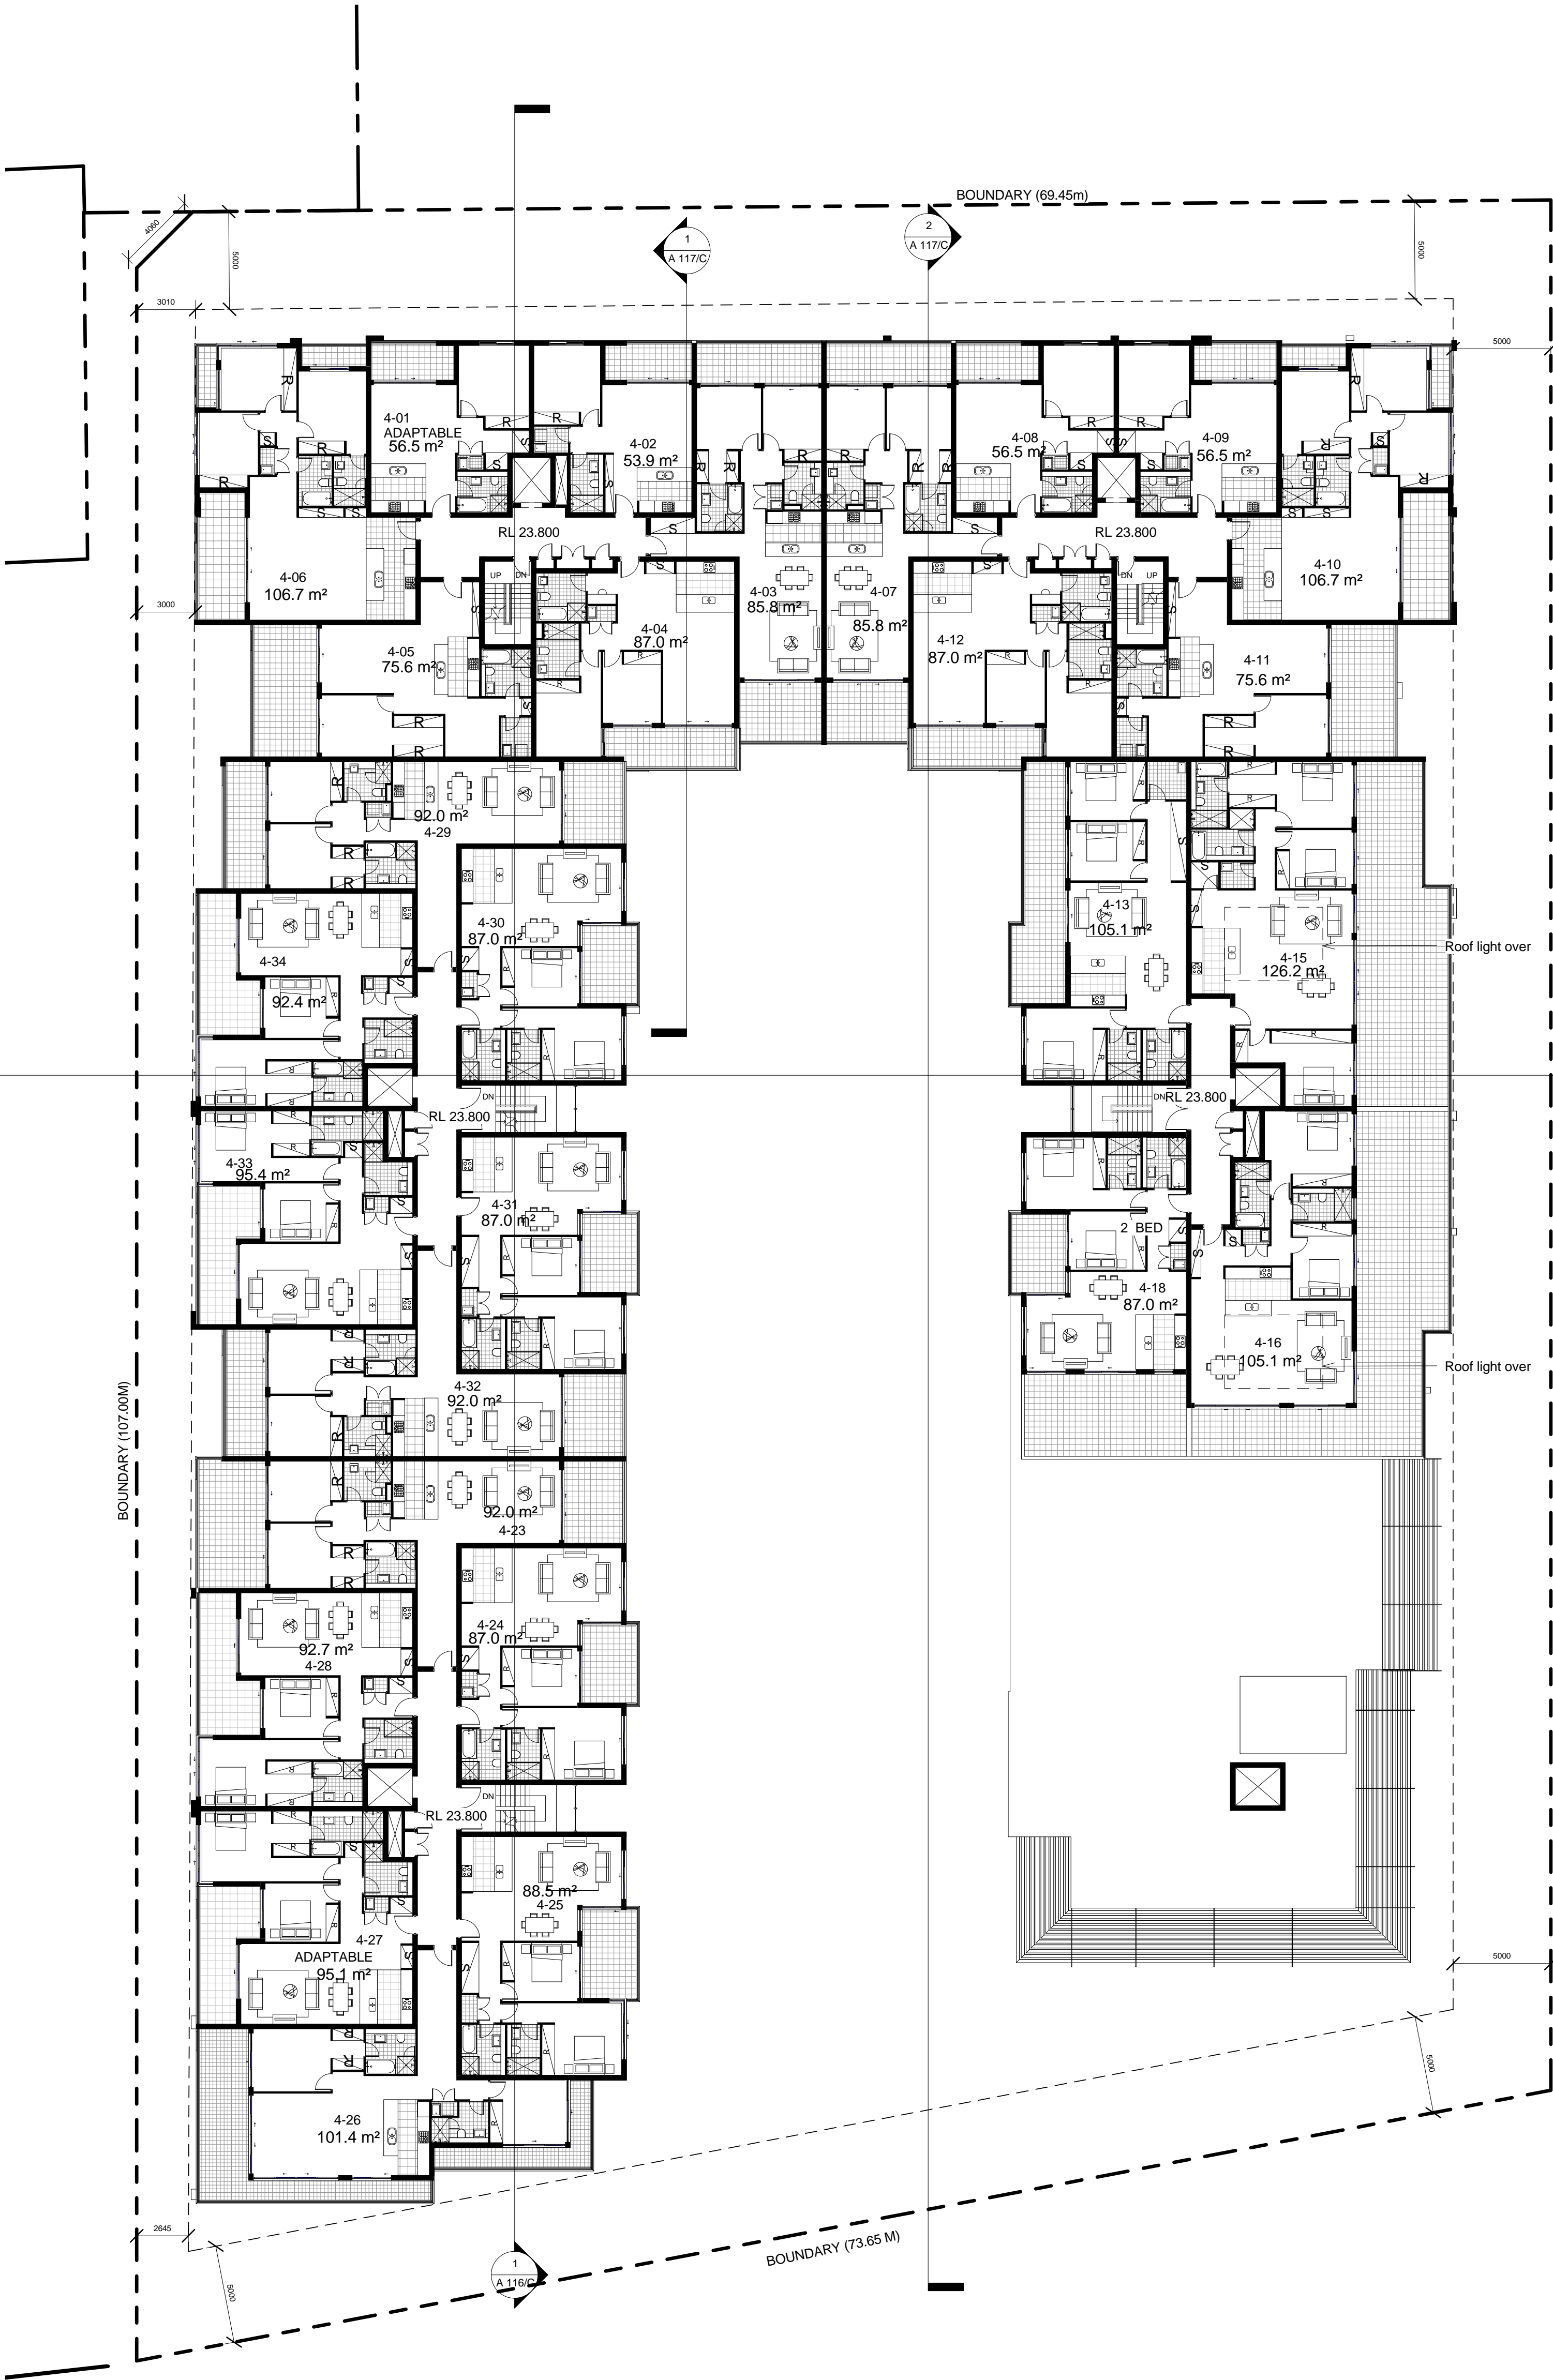 BOUNDARY (69.45m)
4060
5000
1
A 117/C
2
A 117/C
5000
3010
5000
R
R
R
R
4-01
ADAPTABLE
56.5 m²
4-02
53.9 m²
4-08
56.5 m²
4-09
56.5 m²
S
S
S
S
S
S
S
S
R
R
R
R
R
R
R
R
S
S
S
S
RL 23.800
RL 23.800
S
S
4-06
106.7 m²
UP
DN
S
4-03
85.8 m²
4-07
85.8 m²
S
DN
UP
4-10
106.7 m²
3000
4-05
75.6 m²
4-04
87.0 m²
4-12
87.0 m²
4-11
75.6 m²
S
S
R
R
R
R
R
R
R
R
S
S
R
92.0 m²
4-29
R
R
R
R
R
R
S
4-13
105.1 m²
S
S
R
4-30
87.0 m²
4-34
92.4 m²
S
S
S
R
R
Roof light over
4-15
126.2 m²
R
R
R
R
R
R
R
DN
RL 23.800
DN
RL 23.800
R
R
S
4-33
95.4 m²
S
R
4-31
87.0 m²
S
R
S
R
2 BED
S
R
R
R
S
S
4-18
87.0 m²
4-16
105.1 m²
Roof light over
R
R
R
R
4-32
92.0 m²
BOUNDARY (107.00M)
R
92.0 m²
4-23
R
R
4-24
87.0 m²
92.7 m²
4-28
S
S
S
R
R
R
R
R
DN
RL 23.800
R
R
S
S
R
88.5 m²
4-25
4-27
ADAPTABLE
95.1 m²
S
S
R
R
R
R
5000
5000
4-26
101.4 m²
R
2645
5000
BOUNDARY (73.65 M)
1
A 116/C